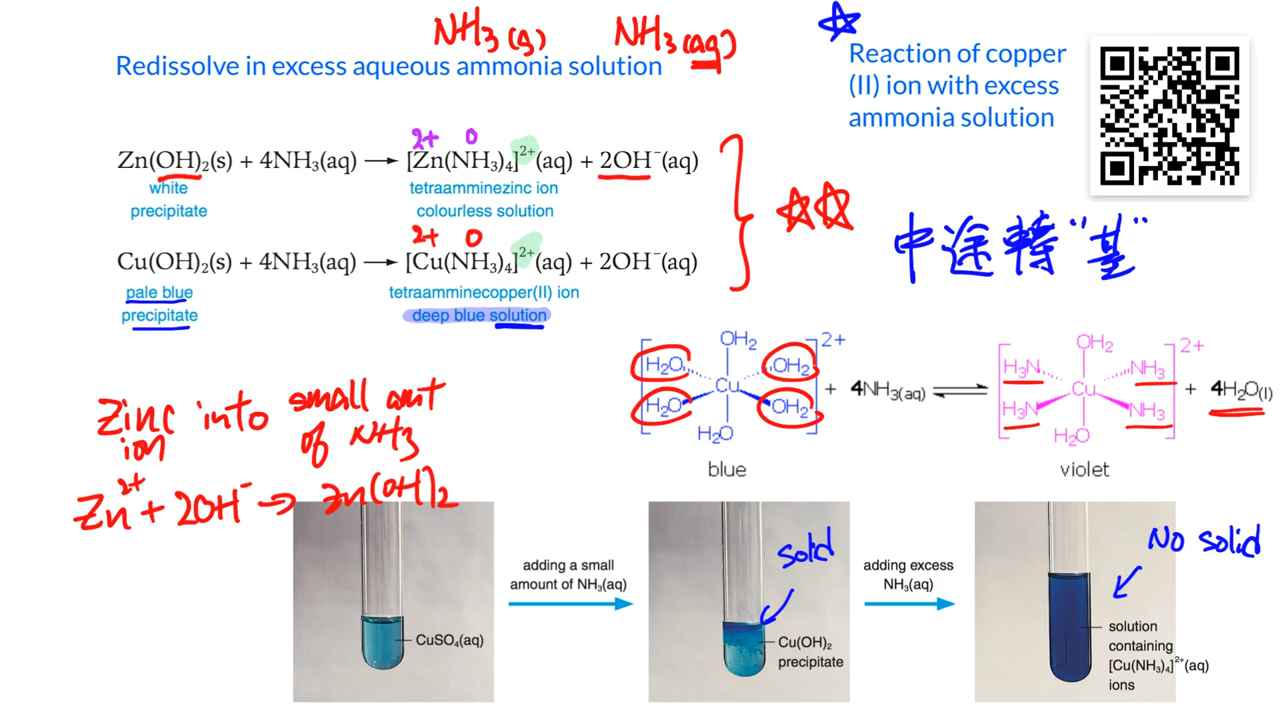 NH3(g) NH3(aq)
Redissolve in excess aqueous ammonia solution
Reaction of copper
(II) ion with excess
ammonia solution
2+ 0
Zn(OH)₂(s) + 4NH₃(aq) ⟶ [Zn(NH₃)₄]²⁺(aq) + 2OH⁻(aq)
white
precipitate
tetraamminezinc ion
colourless solution
2+ 0
Cu(OH)₂(s) + 4NH₃(aq) ⟶ [Cu(NH₃)₄]²⁺(aq) + 2OH⁻(aq)
pale blue
precipitate
tetraamminecopper(II) ion
deep blue solution
中途轉“基”
OH₂ 2+
H₂O OH₂
Cu + 4NH₃(aq) ⇌
H₂O OH₂
H₂O
blue
OH₂ 2+
H₃N NH₃
Cu + 4H₂O(l)
H₃N NH₃
H₂O
violet
Zinc ion into small amt of NH3
Zn2+ + 2OH- → Zn(OH)2
CuSO₄(aq)
adding a small
amount of NH₃(aq)
solid
Cu(OH)₂
precipitate
adding excess
NH₃(aq)
No solid
solution
containing
[Cu(NH₃)₄]²⁺(aq)
ions